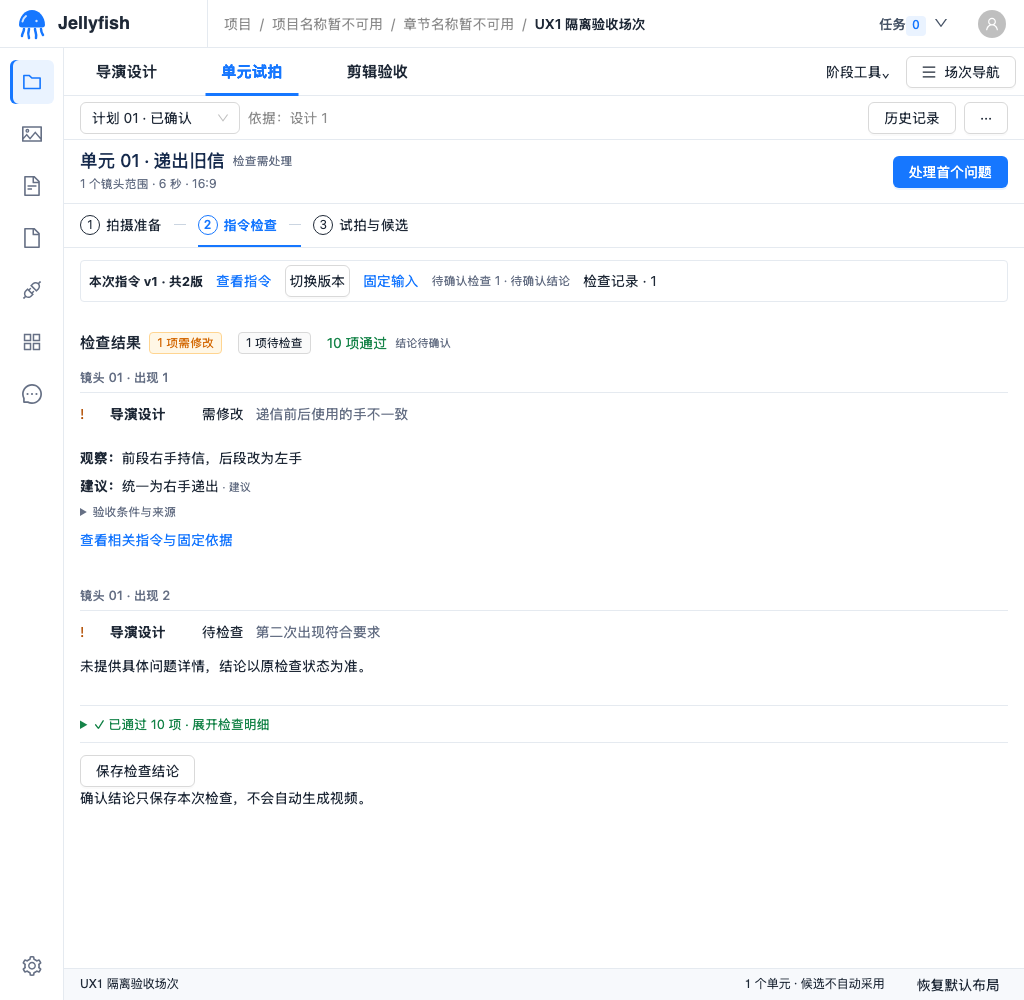 Jellyfish
项目 / 项目名称暂不可用 / 章节名称暂不可用 / UX1 隔离验收场次
任务 0
导演设计 单元试拍 剪辑验收
阶段工具
场次导航
计划 01 · 已确认
依据：设计 1
历史记录
...
单元 01 · 递出旧信 检查需处理
1 个镜头范围 · 6 秒 · 16:9
处理首个问题
1 拍摄准备 — 2 指令检查 — 3 试拍与候选
本次指令 v1 · 共2版 查看指令 切换版本 固定输入 待确认检查 1 · 待确认结论 检查记录 · 1
检查结果 1 项需修改 1 项待检查 10 项通过 结论待确认
镜头 01 · 出现 1
! 导演设计 需修改 递信前后使用的手不一致
观察：前段右手持信，后段改为左手
建议：统一为右手递出 · 建议
验收条件与来源
查看相关指令与固定依据
镜头 01 · 出现 2
! 导演设计 待检查 第二次出现符合要求
未提供具体问题详情，结论以原检查状态为准。
✓ 已通过 10 项 · 展开检查明细
保存检查结论
确认结论只保存本次检查，不会自动生成视频。
UX1 隔离验收场次
1 个单元 · 候选不自动采用
恢复默认布局